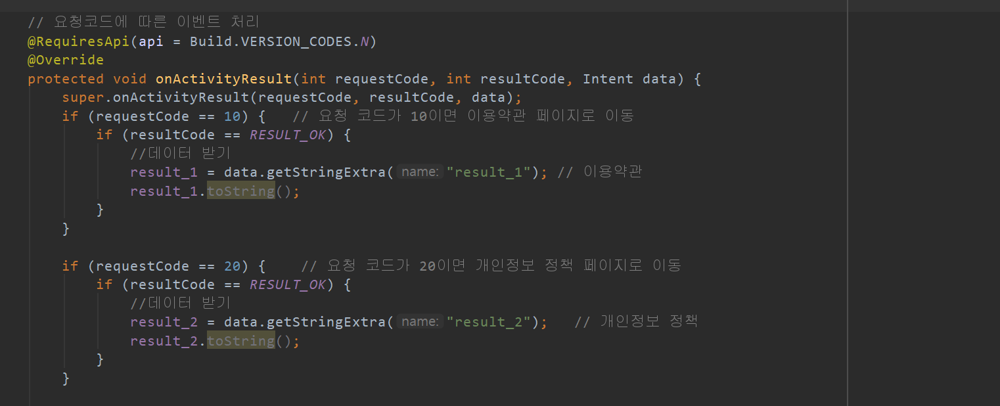 // 요청코드에 따른 이벤트 처리
@RequiresApi(api = Build.VERSION_CODES.N)
@Override
protected void onActivityResult(int requestCode, int resultCode, Intent data) {
super.onActivityResult(requestCode, resultCode, data);
if (requestCode == 10) { // 요청 코드가 10이면 이용약관 페이지로 이동
if (resultCode == RESULT_OK) {
//데이터 받기
result_1 = data.getStringExtra( name: "result_1"); // 이용약관
result_1.toString();
}
}
if (requestCode == 20) { // 요청 코드가 20이면 개인정보 정책 페이지로 이동
if (resultCode == RESULT_OK) {
//데이터 받기
result_2 = data.getStringExtra( name: "result_2"); // 개인정보 정책
result_2.toString();
}
}